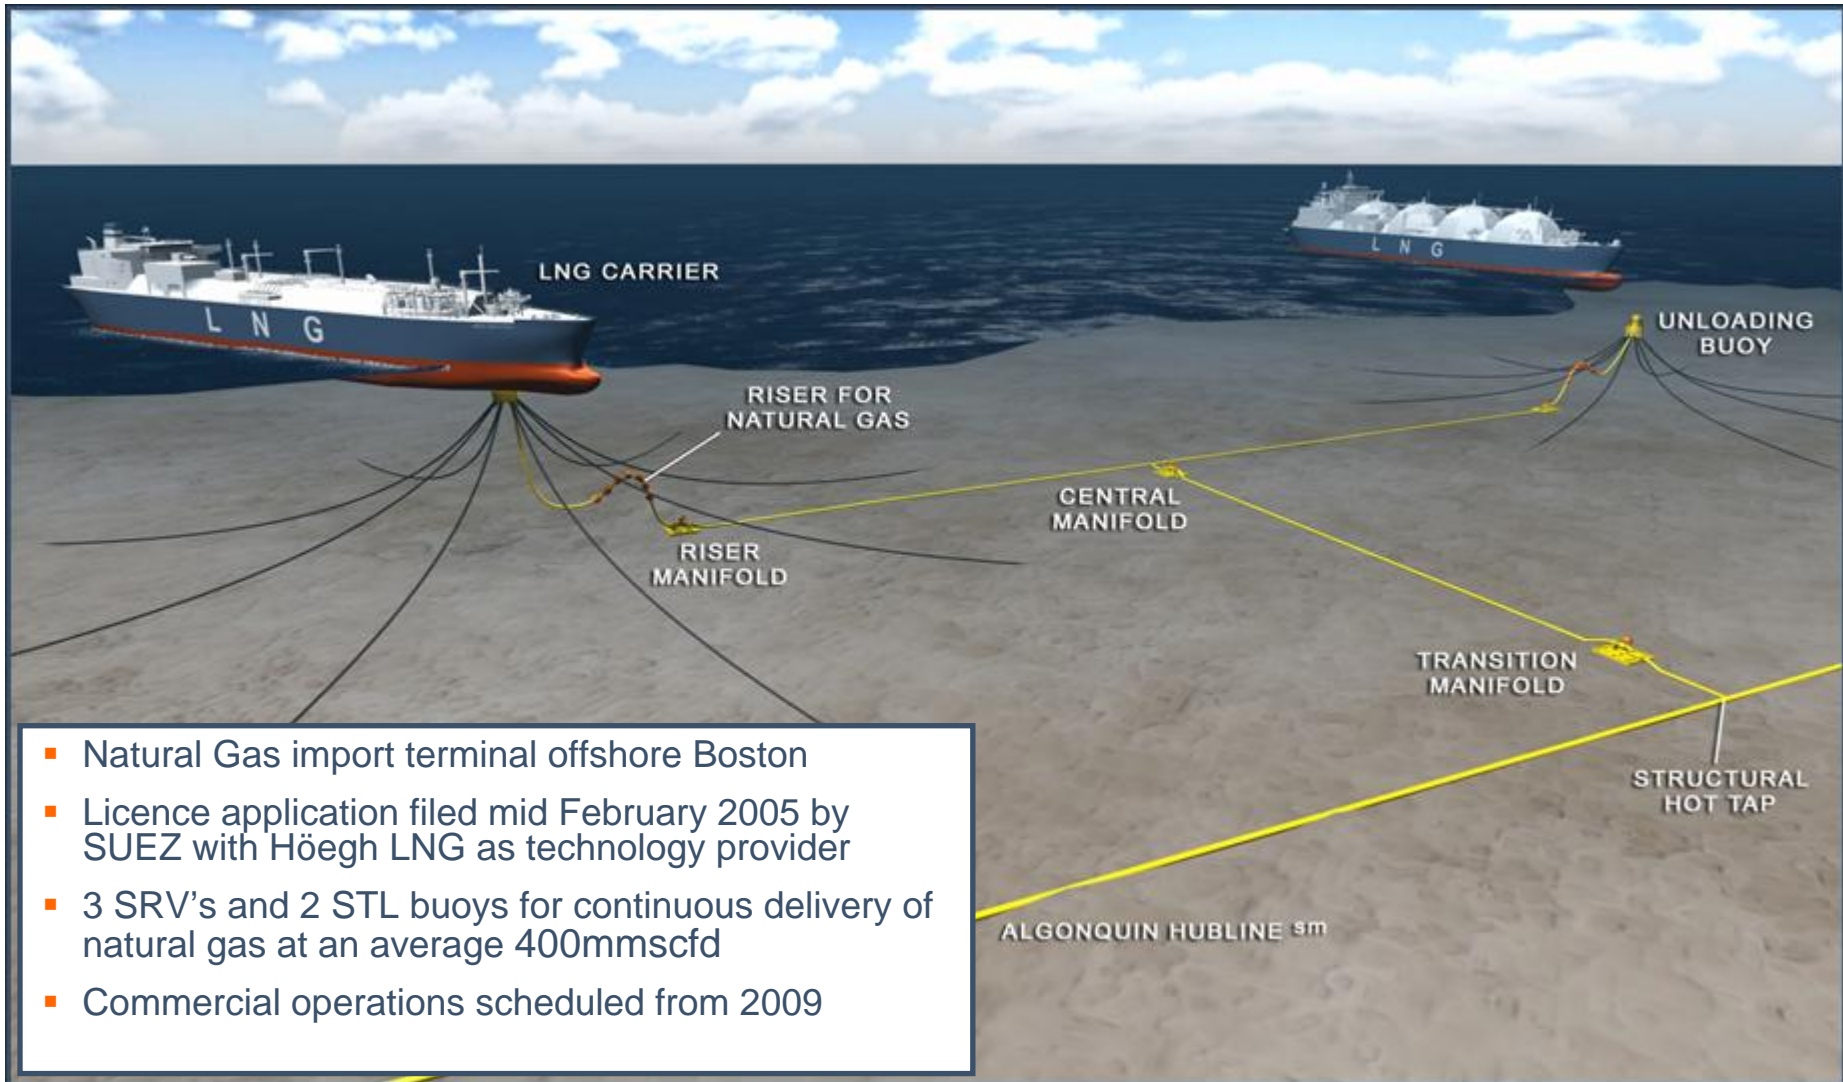 LNG CARRIER
L N G
L N G
UNLOADING
BUOY
RISER FOR
NATURAL GAS
CENTRAL
MANIFOLD
RISER
MANIFOLD
TRANSITION
MANIFOLD
STRUCTURAL
HOT TAP
ALGONQUIN HUBLINE sm
▪ Natural Gas import terminal offshore Boston
▪ Licence application filed mid February 2005 by
SUEZ with Höegh LNG as technology provider
▪ 3 SRV’s and 2 STL buoys for continuous delivery of
natural gas at an average 400mmscfd
▪ Commercial operations scheduled from 2009